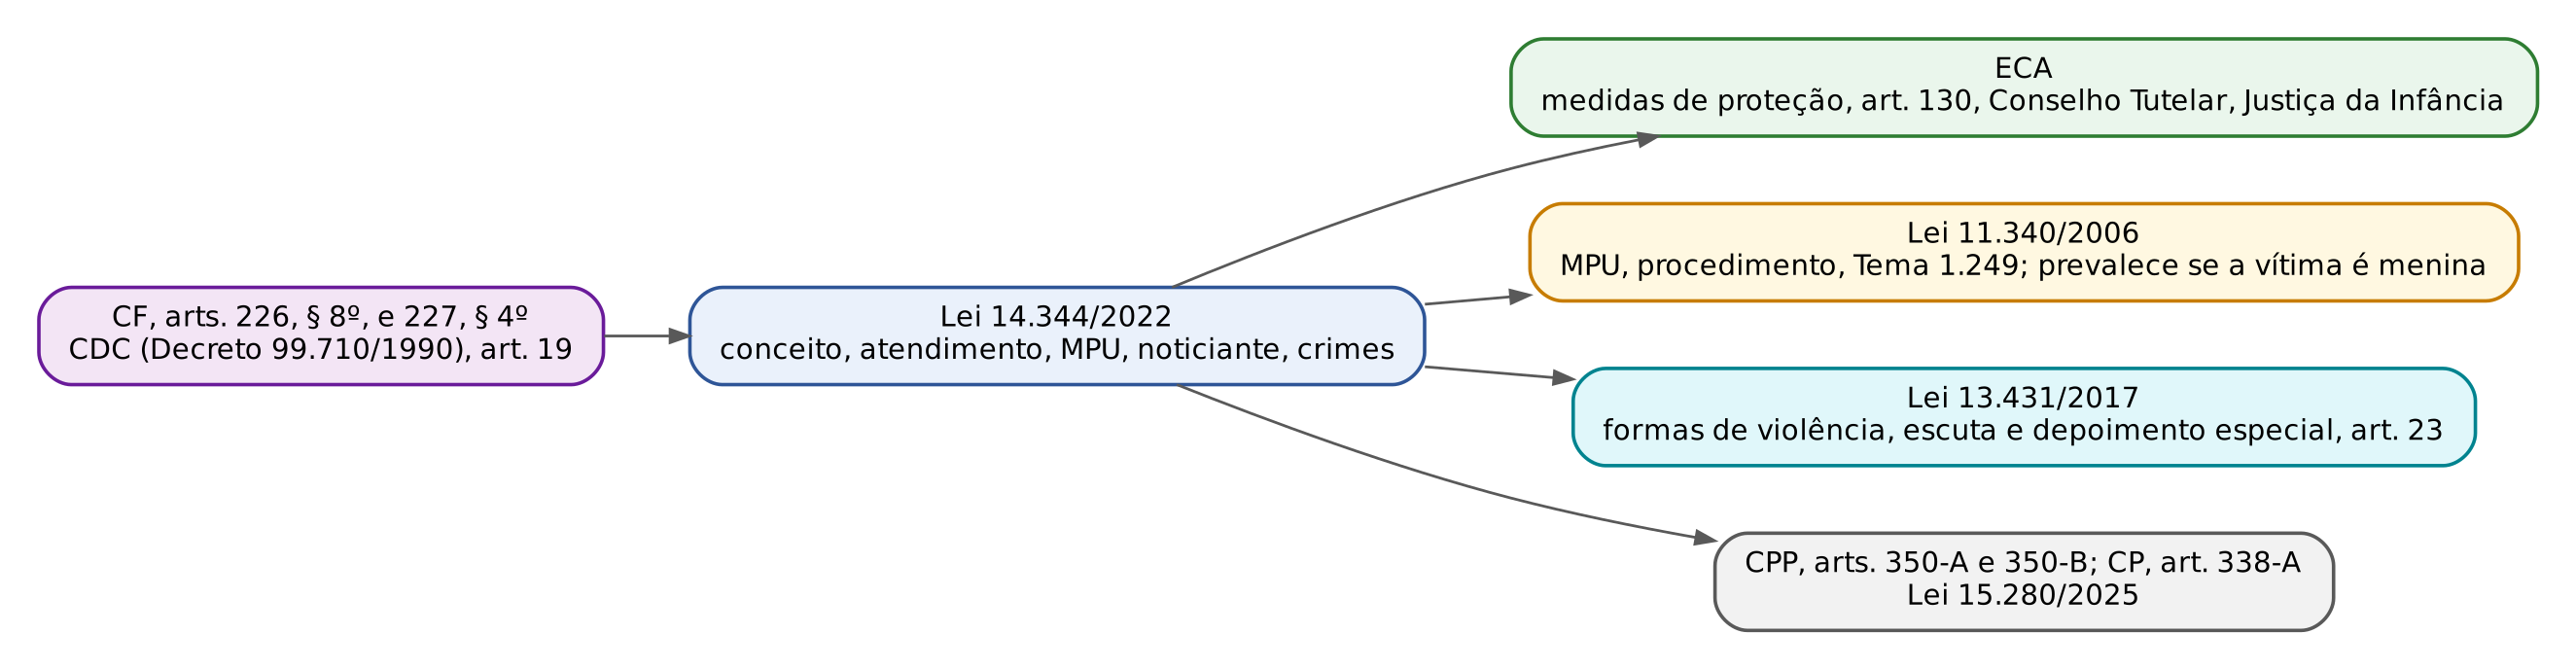 CF, arts. 226, § 8º, e 227, § 4º
CDC (Decreto 99.710/1990), art. 19
Lei 14.344/2022
conceito, atendimento, MPU, noticiante, crimes
ECA
medidas de proteção, art. 130, Conselho Tutelar, Justiça da Infância
Lei 11.340/2006
MPU, procedimento, Tema 1.249; prevalece se a vítima é menina
Lei 13.431/2017
formas de violência, escuta e depoimento especial, art. 23
CPP, arts. 350-A e 350-B; CP, art. 338-A
Lei 15.280/2025